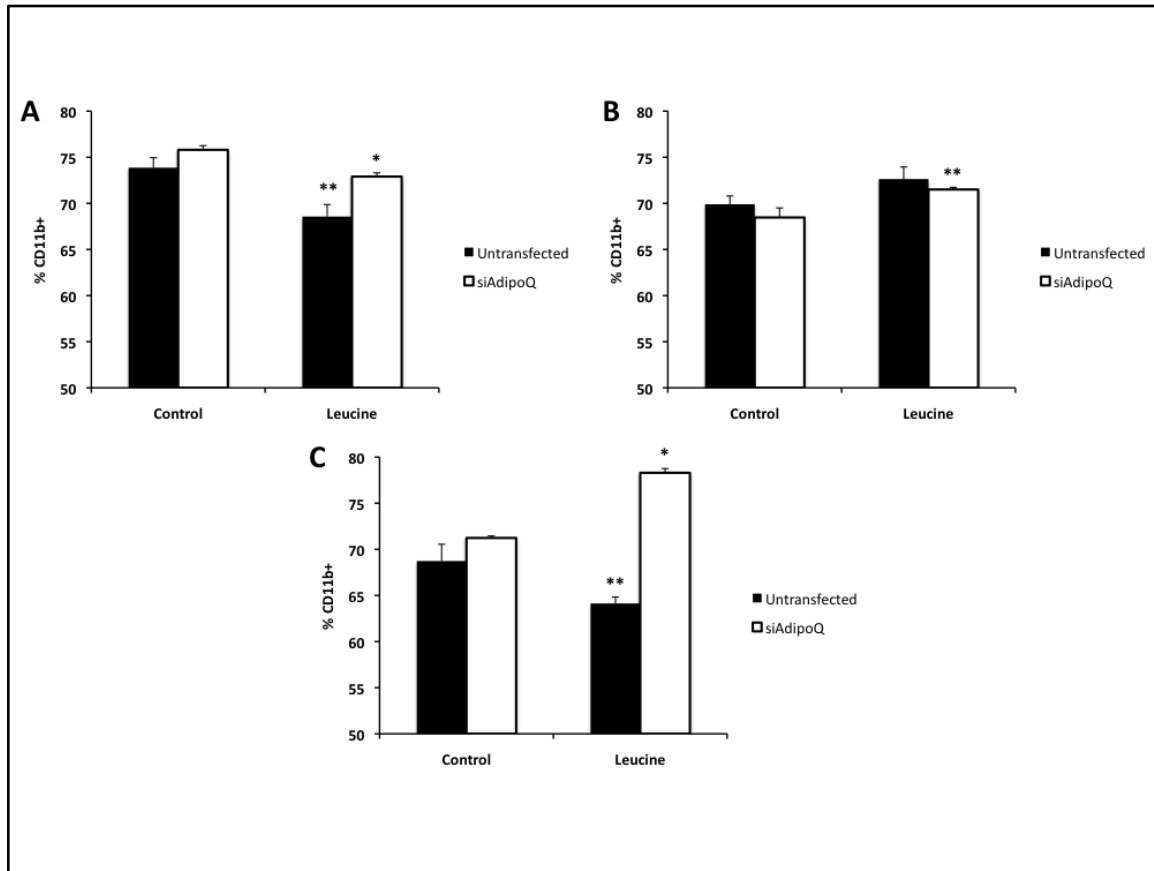 A
80
75
70
65
60
55
50
% CD11b+
**
*
Control
Leucine
Untransfected
siAdipoQ
B
80
75
70
65
60
55
50
% CD11b+
**
Control
Leucine
Untransfected
siAdipoQ
C
80
75
70
65
60
55
50
% CD11b+
**
*
Control
Leucine
Untransfected
siAdipoQ